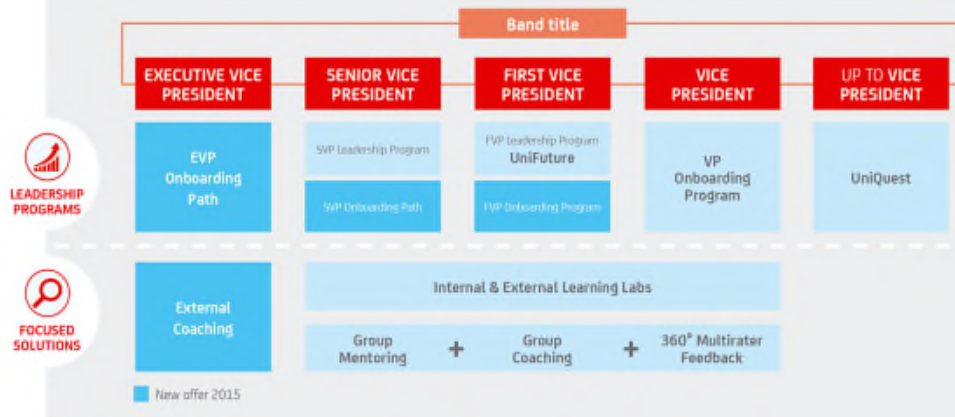 Band title
EXECUTIVE VICE
PRESIDENT
SENIOR VICE
PRESIDENT
FIRST VICE
PRESIDENT
VICE
PRESIDENT
UP TO VICE
PRESIDENT
LEADERSHIP
PROGRAMS
EVP
Onboarding
Path
SVP Leadership Program
SVP Onboarding Path
FVP Leadership Program
UniFuture
FVP Onboarding Program
VP
Onboarding
Program
UniQuest
FOCUSED
SOLUTIONS
External
Coaching
Internal & External Learning Labs
Group
Mentoring
+
Group
Coaching
+
360° Multirater
Feedback
New offer 2015